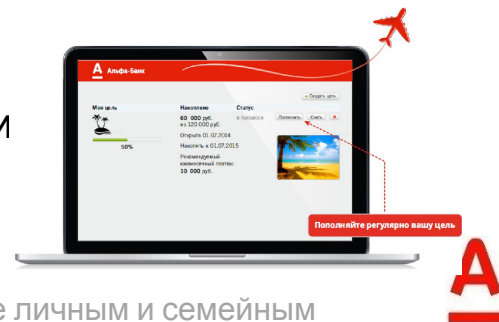 и
А Альфа-Банк
+ Создать цель
Моя цель Накоплено Статус
60 000 руб. в процессе Пополнить Снять
из 120 000 руб.
Открыта 01.02.2014
50% Накопить к 01.07.2015
Рекомендуемый
ежемесячный платеж:
10 000 руб.
Пополняйте регулярно вашу цель
А
е личным и семейным